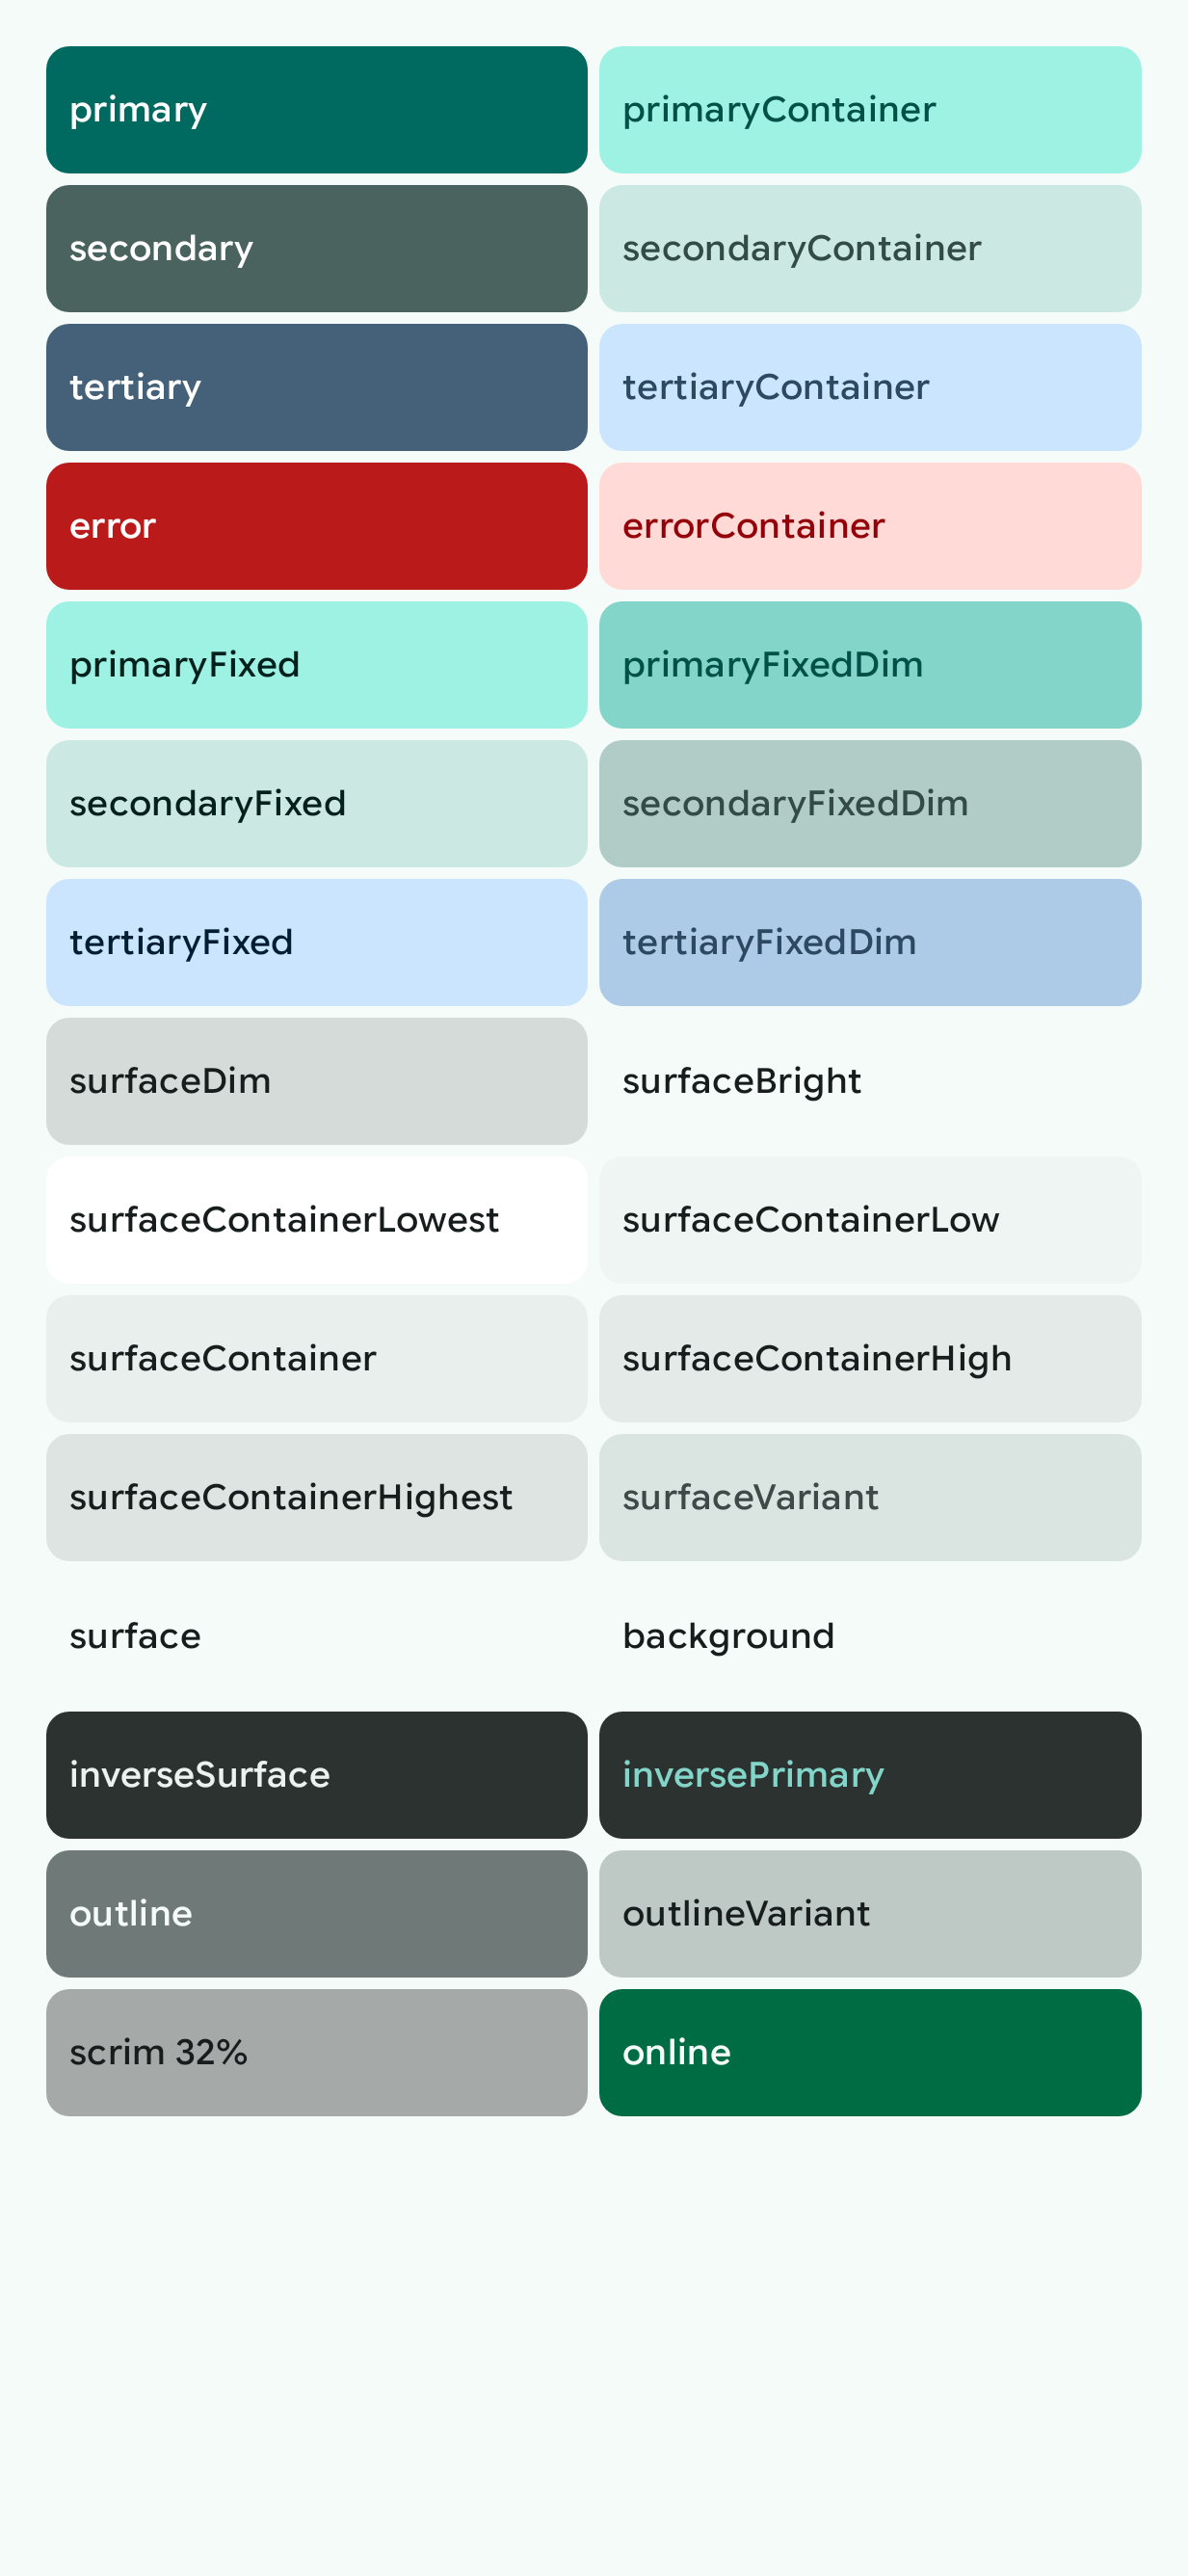 primary
primaryContainer
secondary
secondaryContainer
tertiary
tertiaryContainer
error
errorContainer
primaryFixed
primaryFixedDim
secondaryFixed
secondaryFixedDim
tertiaryFixed
tertiaryFixedDim
surfaceDim
surfaceBright
surfaceContainerLowest
surfaceContainerLow
surfaceContainer
surfaceContainerHigh
surfaceContainerHighest
surfaceVariant
surface
background
inverseSurface
inversePrimary
outline
outlineVariant
scrim 32%
online